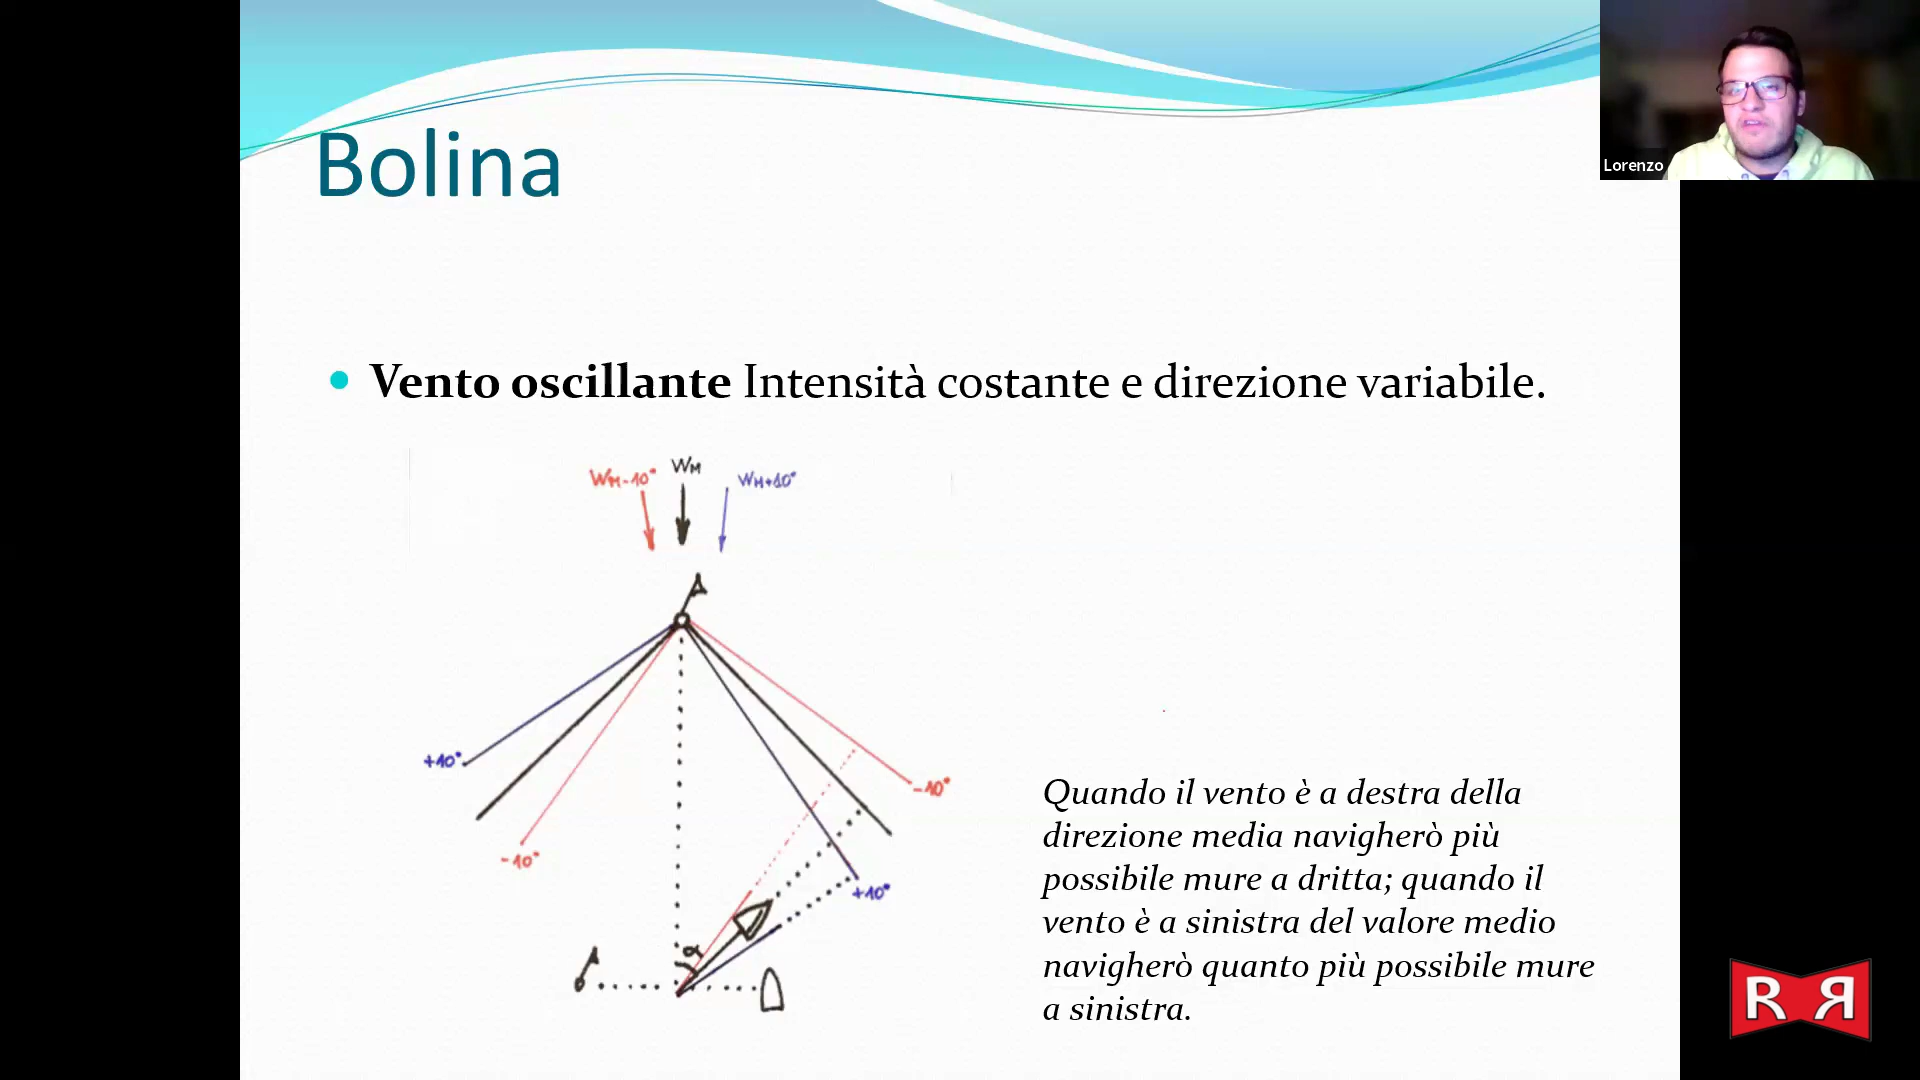 Lorenzo
Bolina
• Vento oscillante Intensità costante e direzione variabile.
WM-10°
WM
WM+10°
+10°
-10°
-10°
+10°
α
Quando il vento è a destra della
direzione media navigherò più
possibile mure a dritta; quando il
vento è a sinistra del valore medio
navigherò quanto più possibile mure
a sinistra.
RR